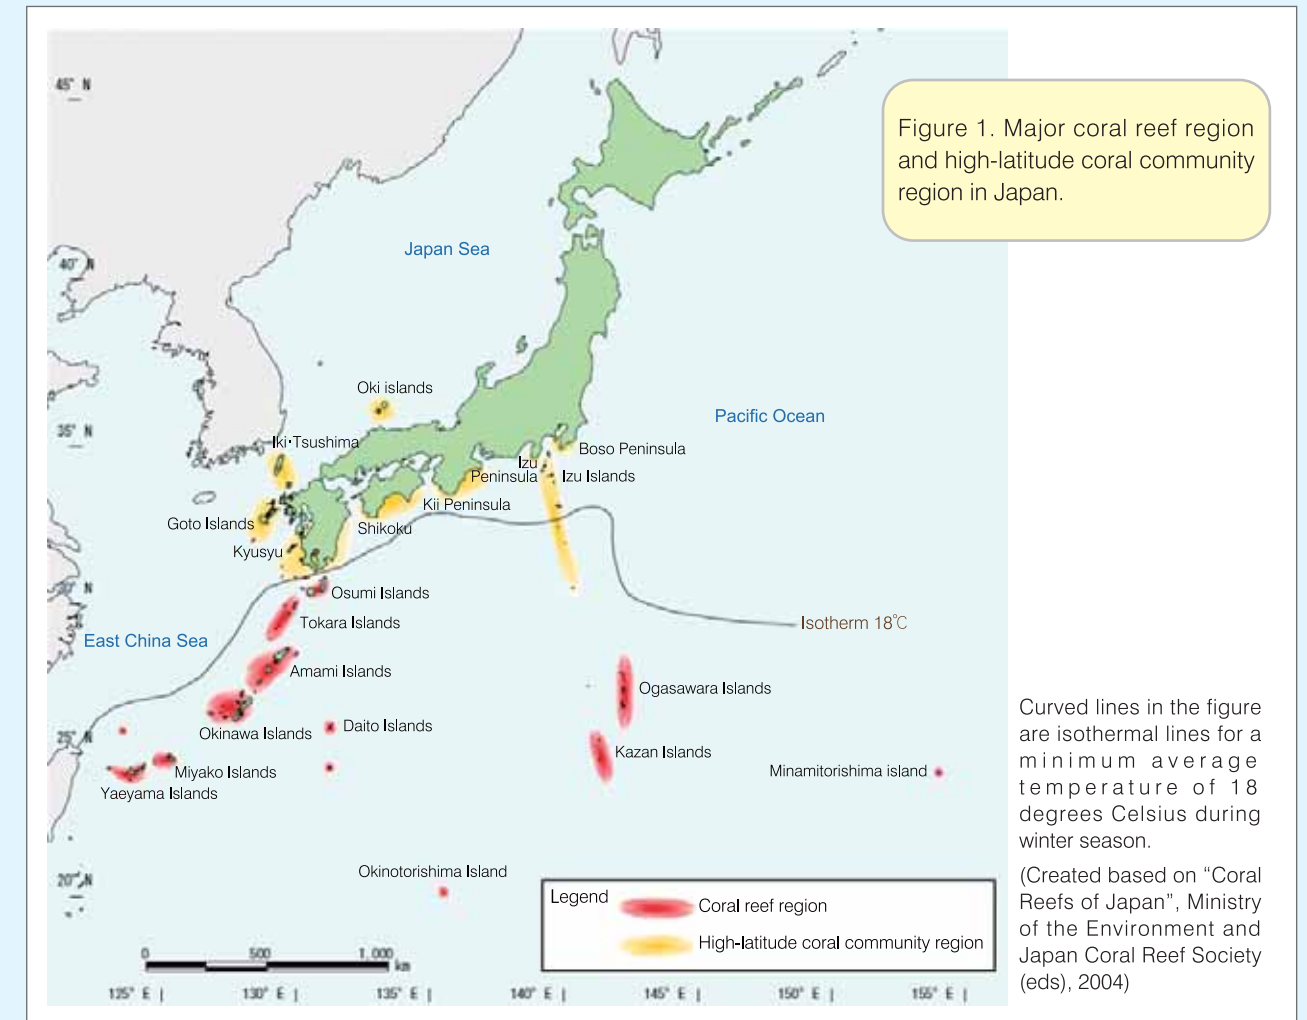 45° N
Figure 1. Major coral reef region
and high-latitude coral community
region in Japan.
Japan Sea
40° N
Oki islands
Pacific Ocean
35° N
Iki・Tsushima
Boso Peninsula
Izu
Peninsula
Izu Islands
Kii Peninsula
Goto Islands
Shikoku
Kyusyu
30° N
Osumi Islands
Tokara Islands
Isotherm 18℃
East China Sea
Amami Islands
Ogasawara Islands
Okinawa Islands
Daito Islands
25° N
Kazan Islands
Miyako Islands
Minamitorishima island
Yaeyama Islands
Curved lines in the figure
are isothermal lines for a
minimum average
temperature of 18
degrees Celsius during
winter season.
(Created based on “Coral
Reefs of Japan”, Ministry
of the Environment and
Japan Coral Reef Society
(eds), 2004)
20° N
Okinotorishima Island
Legend
Coral reef region
High-latitude coral community region
0 500 1,000
km
125° E 130° E 135° E 140° E 145° E 150° E 155° E